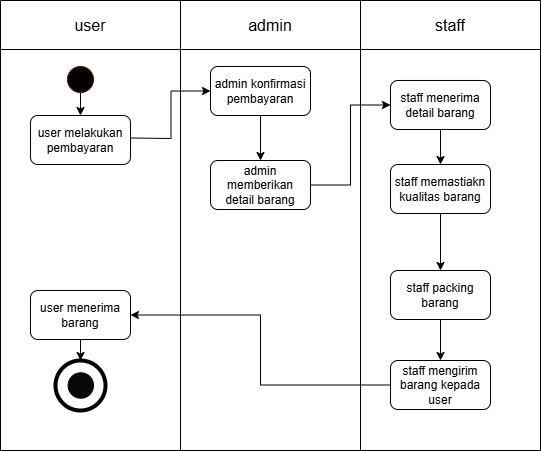 user
admin
staff
user melakukan
pembayaran
admin konfirmasi
pembayaran
admin
memberikan
detail barang
staff menerima
detail barang
staff memastiakn
kualitas barang
staff packing
barang
staff mengirim
barang kepada
user
user menerima
barang